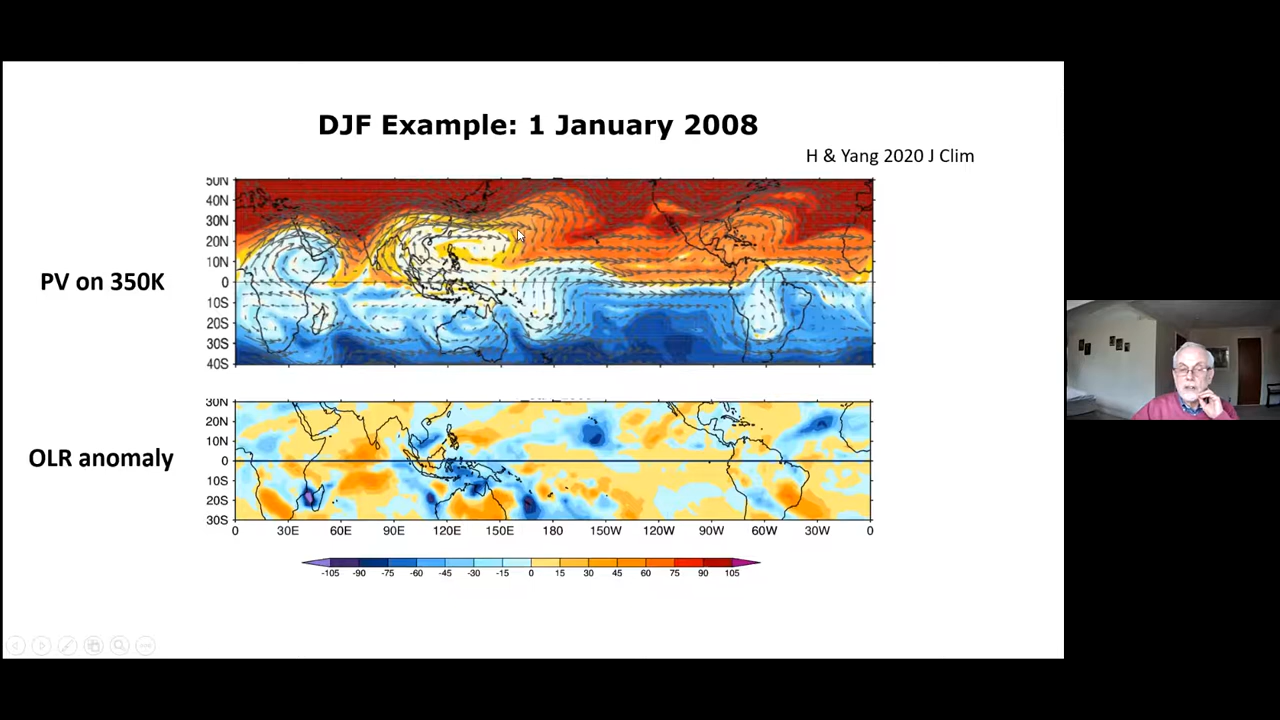 DJF Example: 1 January 2008
H & Yang 2020 J Clim
PV on 350K
50N
40N
30N
20N
10N
0
10S
20S
30S
40S
OLR anomaly
30N
20N
10N
0
10S
20S
30S
0 30E 60E 90E 120E 150E 180 150W 120W 90W 60W 30W 0
-105 -90 -75 -60 -45 -30 -15 0 15 30 45 60 75 90 105